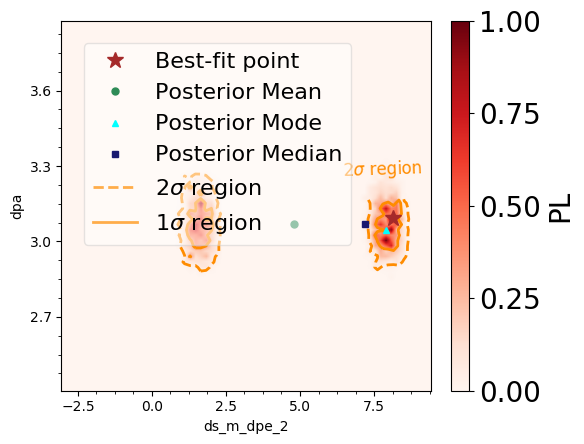 Best-fit point
Posterior Mean
Posterior Mode
Posterior Median
2σ region
1σ region
2σ region
3.6
3.3
3.0
2.7
dpa
−2.5 0.0 2.5 5.0 7.5
ds_m_dpe_2
1.00
0.75
0.50
0.25
0.00
PL